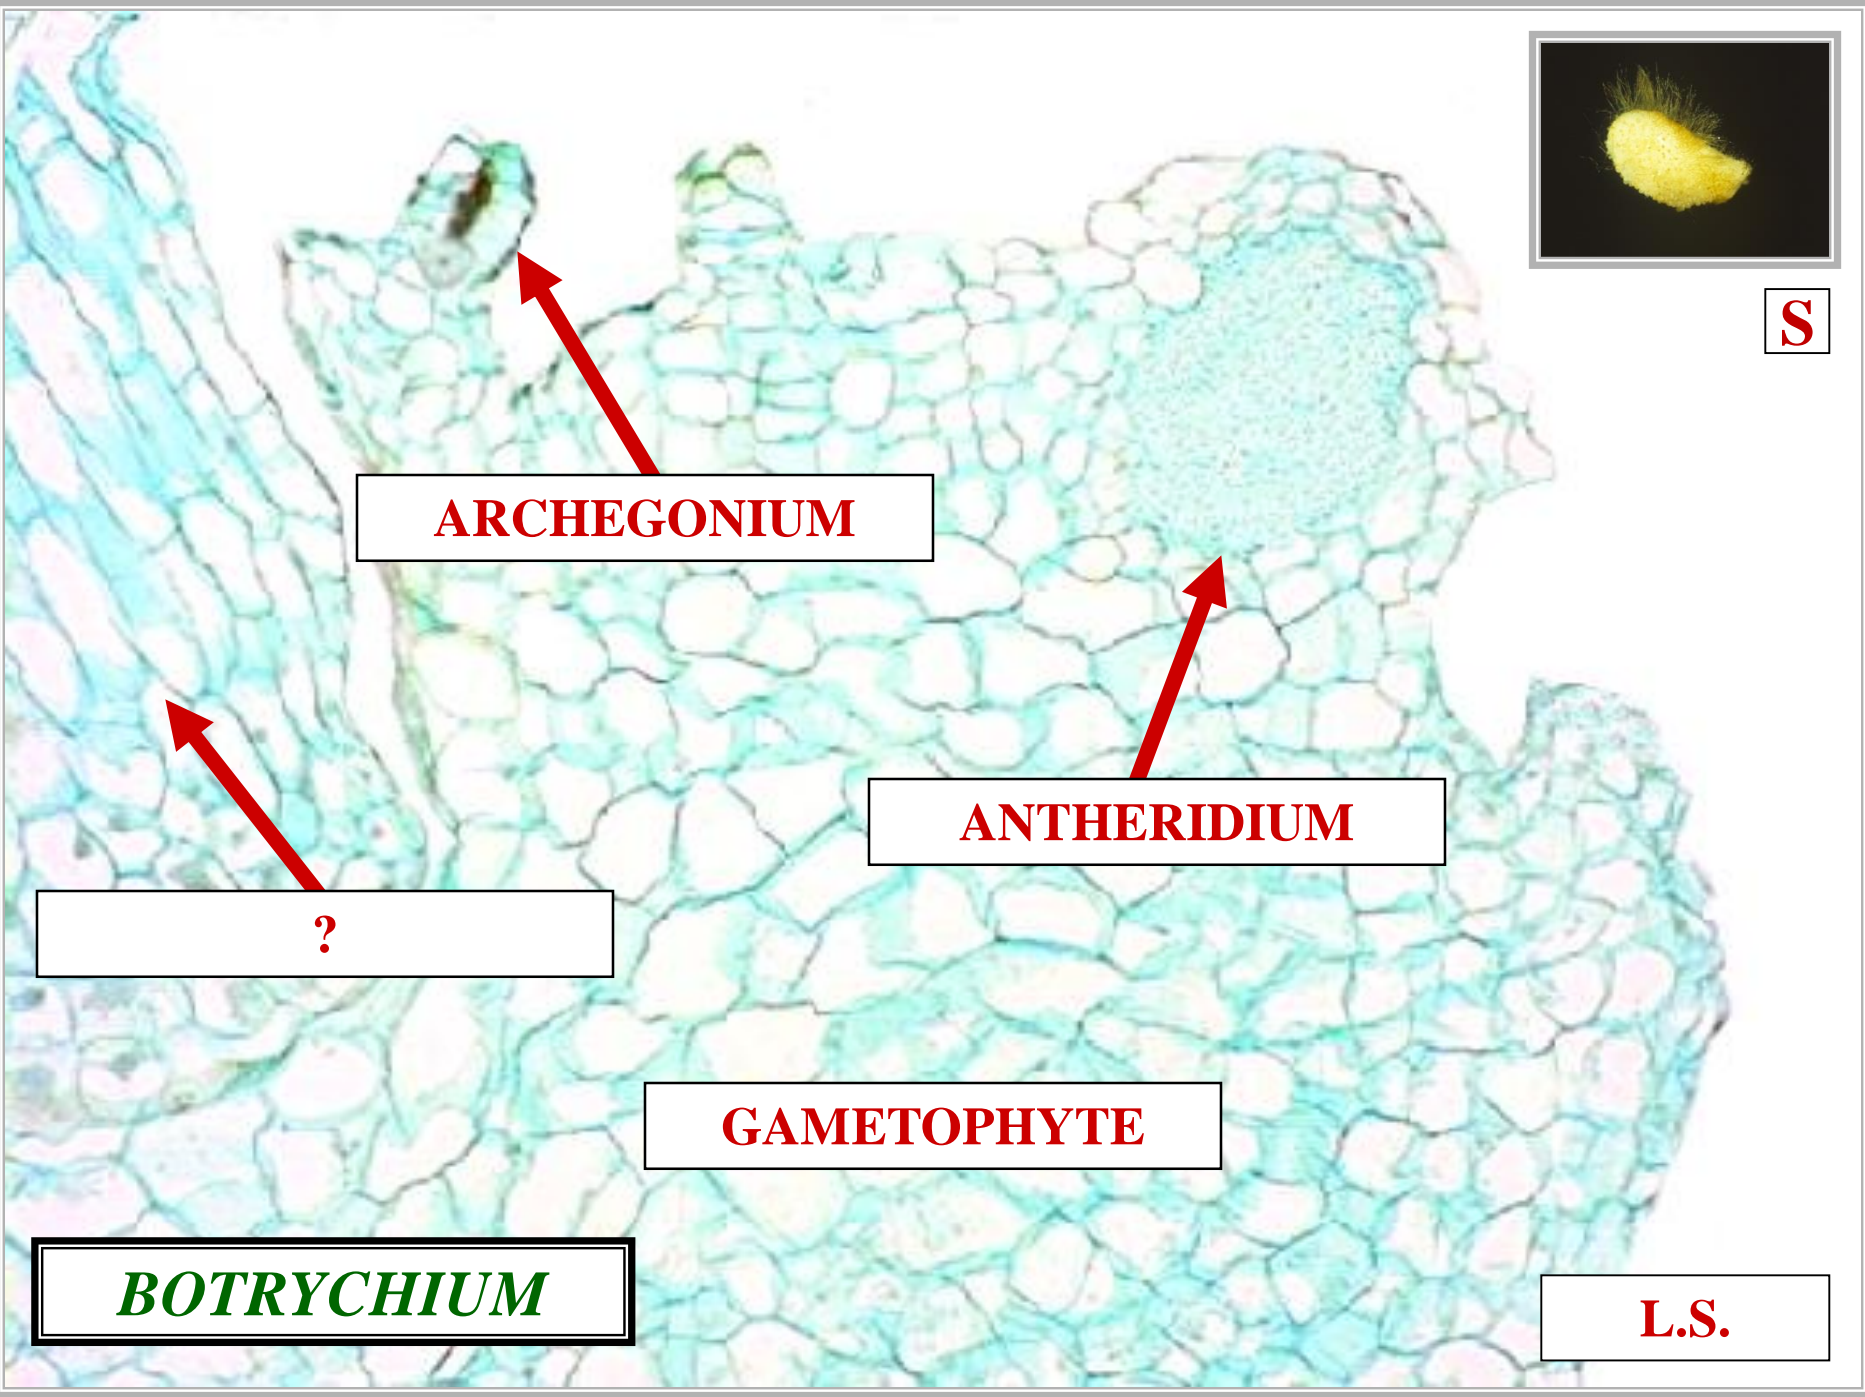 S
ARCHEGONIUM
ANTHERIDIUM
?
GAMETOPHYTE
BOTRYCHIUM
L.S.